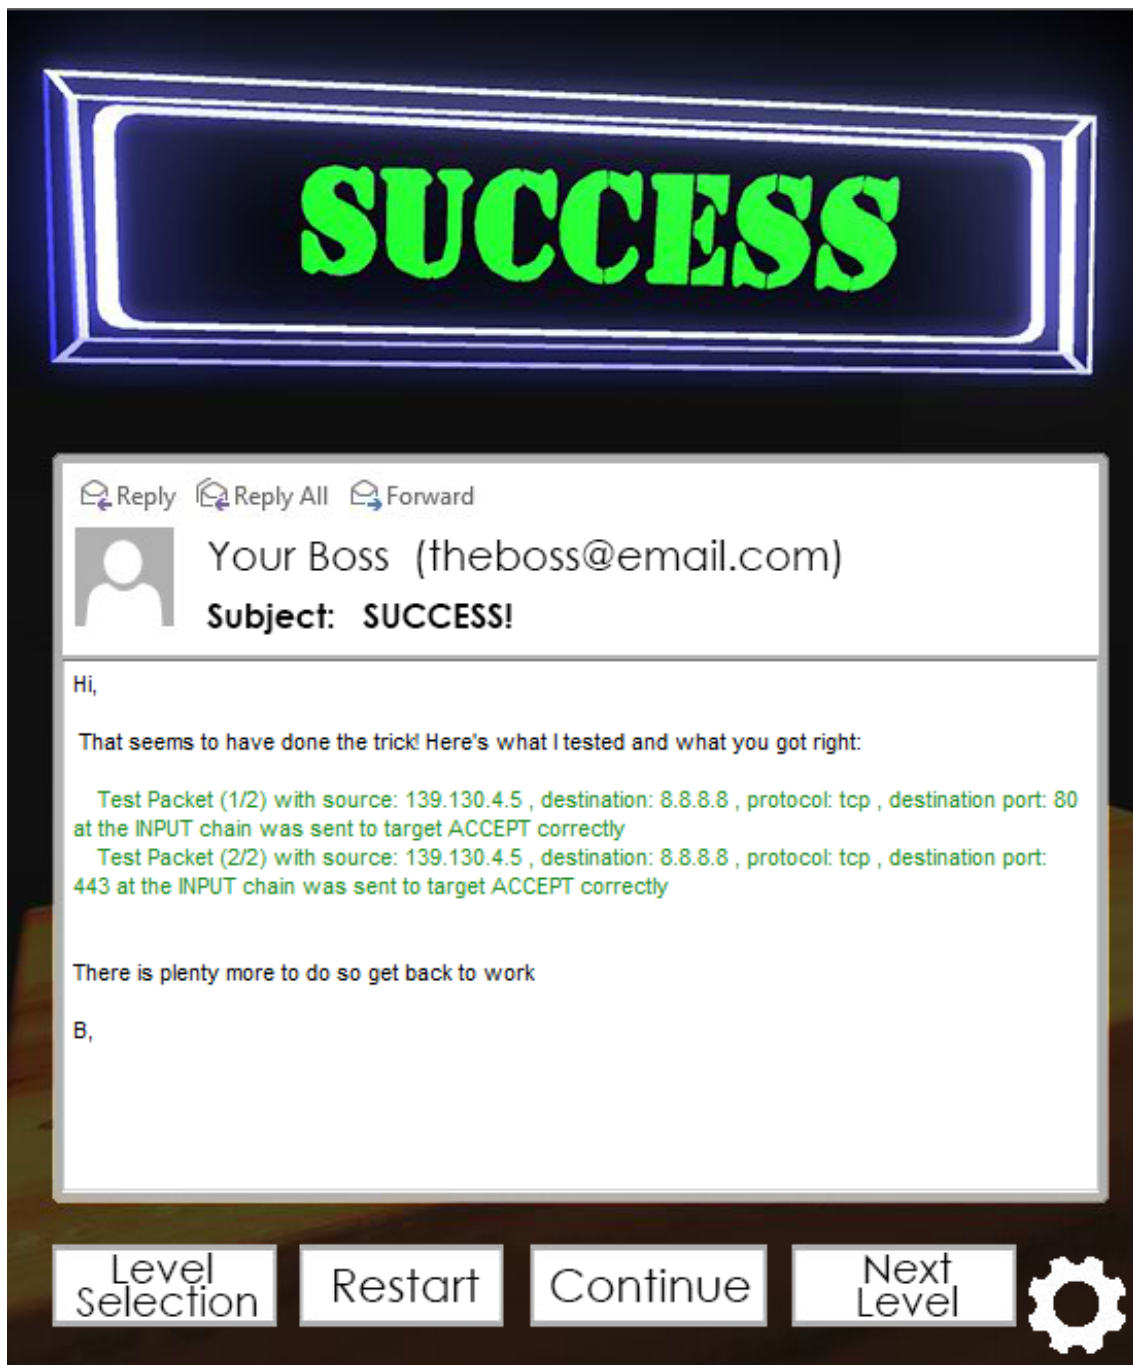 SUCCESS
Reply Reply All Forward
Your Boss (theboss@email.com)
Subject: SUCCESS!
Hi,
That seems to have done the trick! Here's what I tested and what you got right:
Test Packet (1/2) with source: 139.130.4.5 , destination: 8.8.8.8 , protocol: tcp , destination port: 80
at the INPUT chain was sent to target ACCEPT correctly
Test Packet (2/2) with source: 139.130.4.5 , destination: 8.8.8.8 , protocol: tcp , destination port:
443 at the INPUT chain was sent to target ACCEPT correctly
There is plenty more to do so get back to work
B,
Level
Selection
Restart
Continue
Next
Level